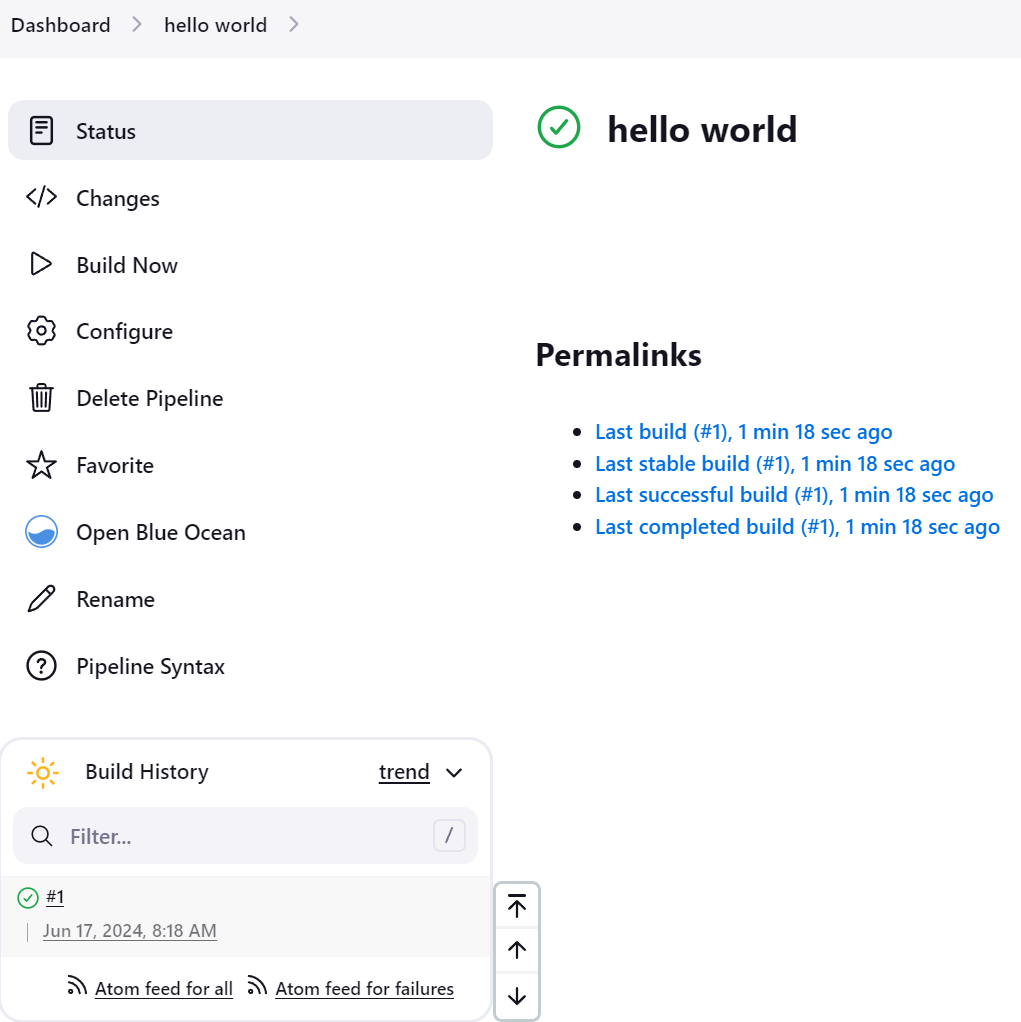 Dashboard > hello world >
Status
Changes
Build Now
Configure
Delete Pipeline
Favorite
Open Blue Ocean
Rename
Pipeline Syntax
hello world
Permalinks
Last build (#1), 1 min 18 sec ago
Last stable build (#1), 1 min 18 sec ago
Last successful build (#1), 1 min 18 sec ago
Last completed build (#1), 1 min 18 sec ago
Build History trend
Filter... /
#1
Jun 17, 2024, 8:18 AM
Atom feed for all Atom feed for failures